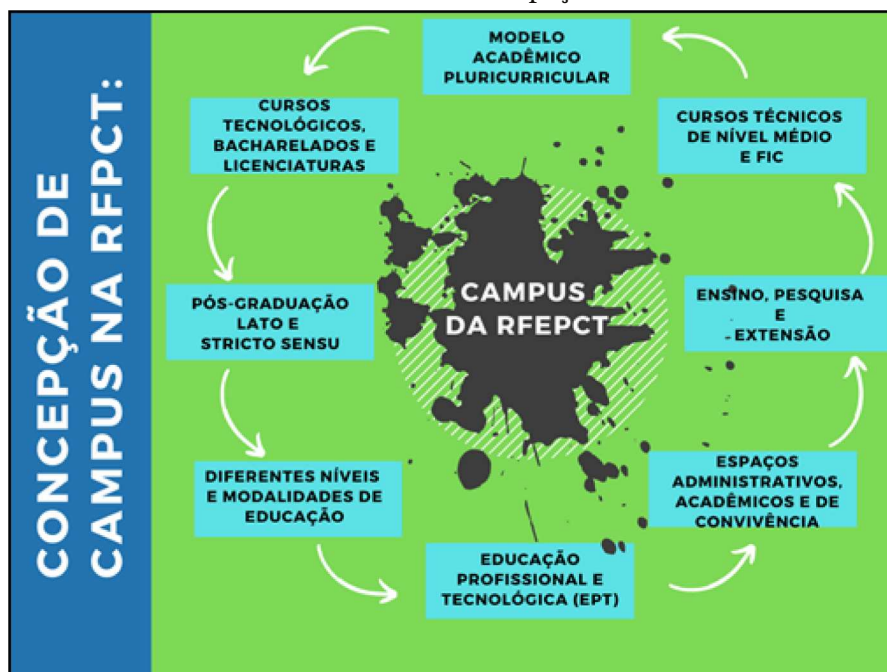 CONCEPÇÃO DE
CAMPUS NA RFPCT:
MODELO
ACADÊMICO
PLURICURRICULAR
CURSOS
TECNOLÓGICOS,
BACHARELADOS E
LICENCIATURAS
PÓS-GRADUAÇÃO
LATO E
STRICTO SENSU
DIFERENTES NÍVEIS
E MODALIDADES DE
EDUCAÇÃO
EDUCAÇÃO
PROFISSIONAL E
TECNOLÓGICA (EPT)
ESPAÇOS
ADMINISTRATIVOS,
ACADÊMICOS E DE
CONVIVÊNCIA
ENSINO, PESQUISA
E
EXTENSÃO
CURSOS TÉCNICOS
DE NÍVEL MÉDIO
E FIC
CAMPUS
DA RFEPCT